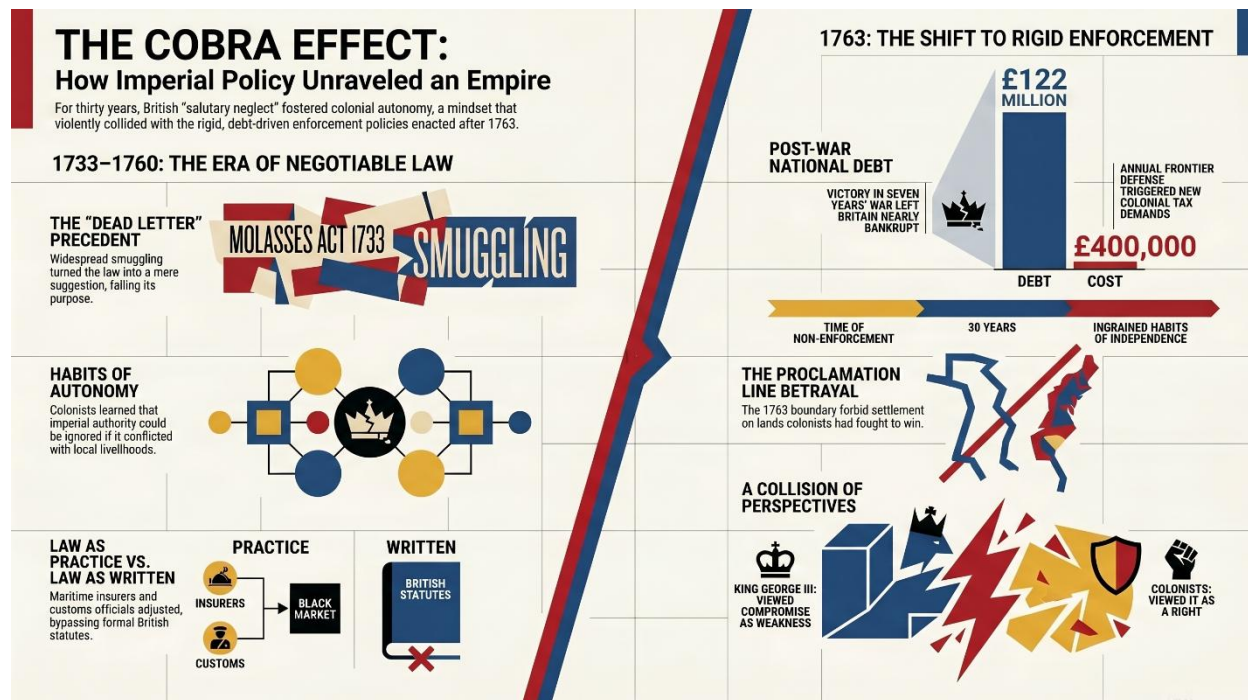 THE COBRA EFFECT:
How Imperial Policy Unraveled an Empire
For thirty years, British "salutary neglect" fostered colonial autonomy, a mindset that
violently collided with the rigid, debt-driven enforcement policies enacted after 1763.
1733–1760: THE ERA OF NEGOTIABLE LAW
THE "DEAD LETTER"
PRECEDENT
Widespread smuggling
turned the law into a mere
suggestion, falling its
purpose.
MOLASSES ACT 1733
SMUGGLING
HABITS OF
AUTONOMY
Colonists learned that
imperial authority could
be ignored if it conflicted
with local livelhoods.
LAW AS
PRACTICE VS.
LAW AS WRITTEN
Maritime insurers and
customs officials adjusted,
bypassing formal British
statutes.
PRACTICE
INSURERS
CUSTOMS
BLACK
MARKET
WRITTEN
BRITISH
STATUTES
1763: THE SHIFT TO RIGID ENFORCEMENT
POST-WAR
NATIONAL DEBT
VICTORY IN SEVEN
YEARS' WAR LEFT
BRITAIN NEARLY
BANKRUPT
£122
MILLION
ANNUAL FRONTIER
DEFENSE
TRIGGERED NEW
COLONIAL TAX
DEMANDS
£400,000
DEBT
COST
TIME OF
NON-ENFORCEMENT
30 YEARS
INGRAINED HABITS
OF INDEPENDENCE
THE PROCLAMATION
LINE BETRAYAL
The 1763 boundary forbid settlement
on lands colonists had fought to win.
A COLLISION OF
PERSPECTIVES
KING GEORGE III:
VIEWED
COMPROMISE
AS WEAKNESS
COLONISTS:
VIEWED IT AS
A RIGHT